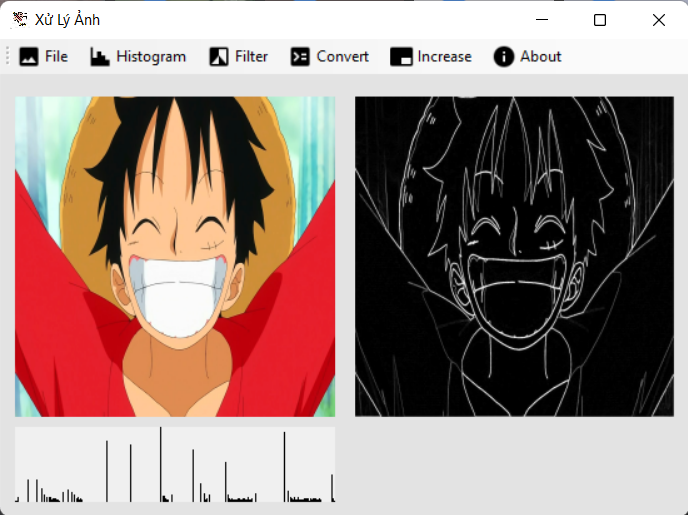 Xử Lý Ảnh
File Histogram Filter Convert Increase About